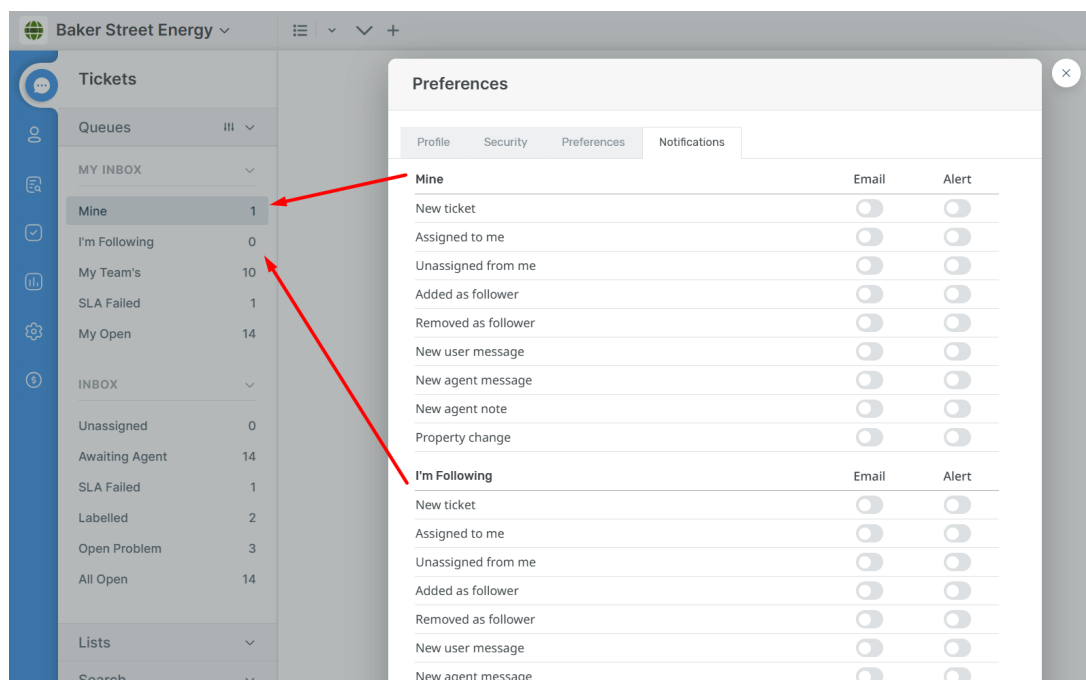 Baker Street Energy
Tickets
Queues
MY INBOX
Mine 1
I'm Following 0
My Team's 10
SLA Failed 1
My Open 14
INBOX
Unassigned 0
Awaiting Agent 14
SLA Failed 1
Labelled 2
Open Problem 3
All Open 14
Lists
Search
Preferences
Profile Security Preferences Notifications
Mine Email Alert
New ticket
Assigned to me
Unassigned from me
Added as follower
Removed as follower
New user message
New agent message
New agent note
Property change
I'm Following Email Alert
New ticket
Assigned to me
Unassigned from me
Added as follower
Removed as follower
New user message
New agent message